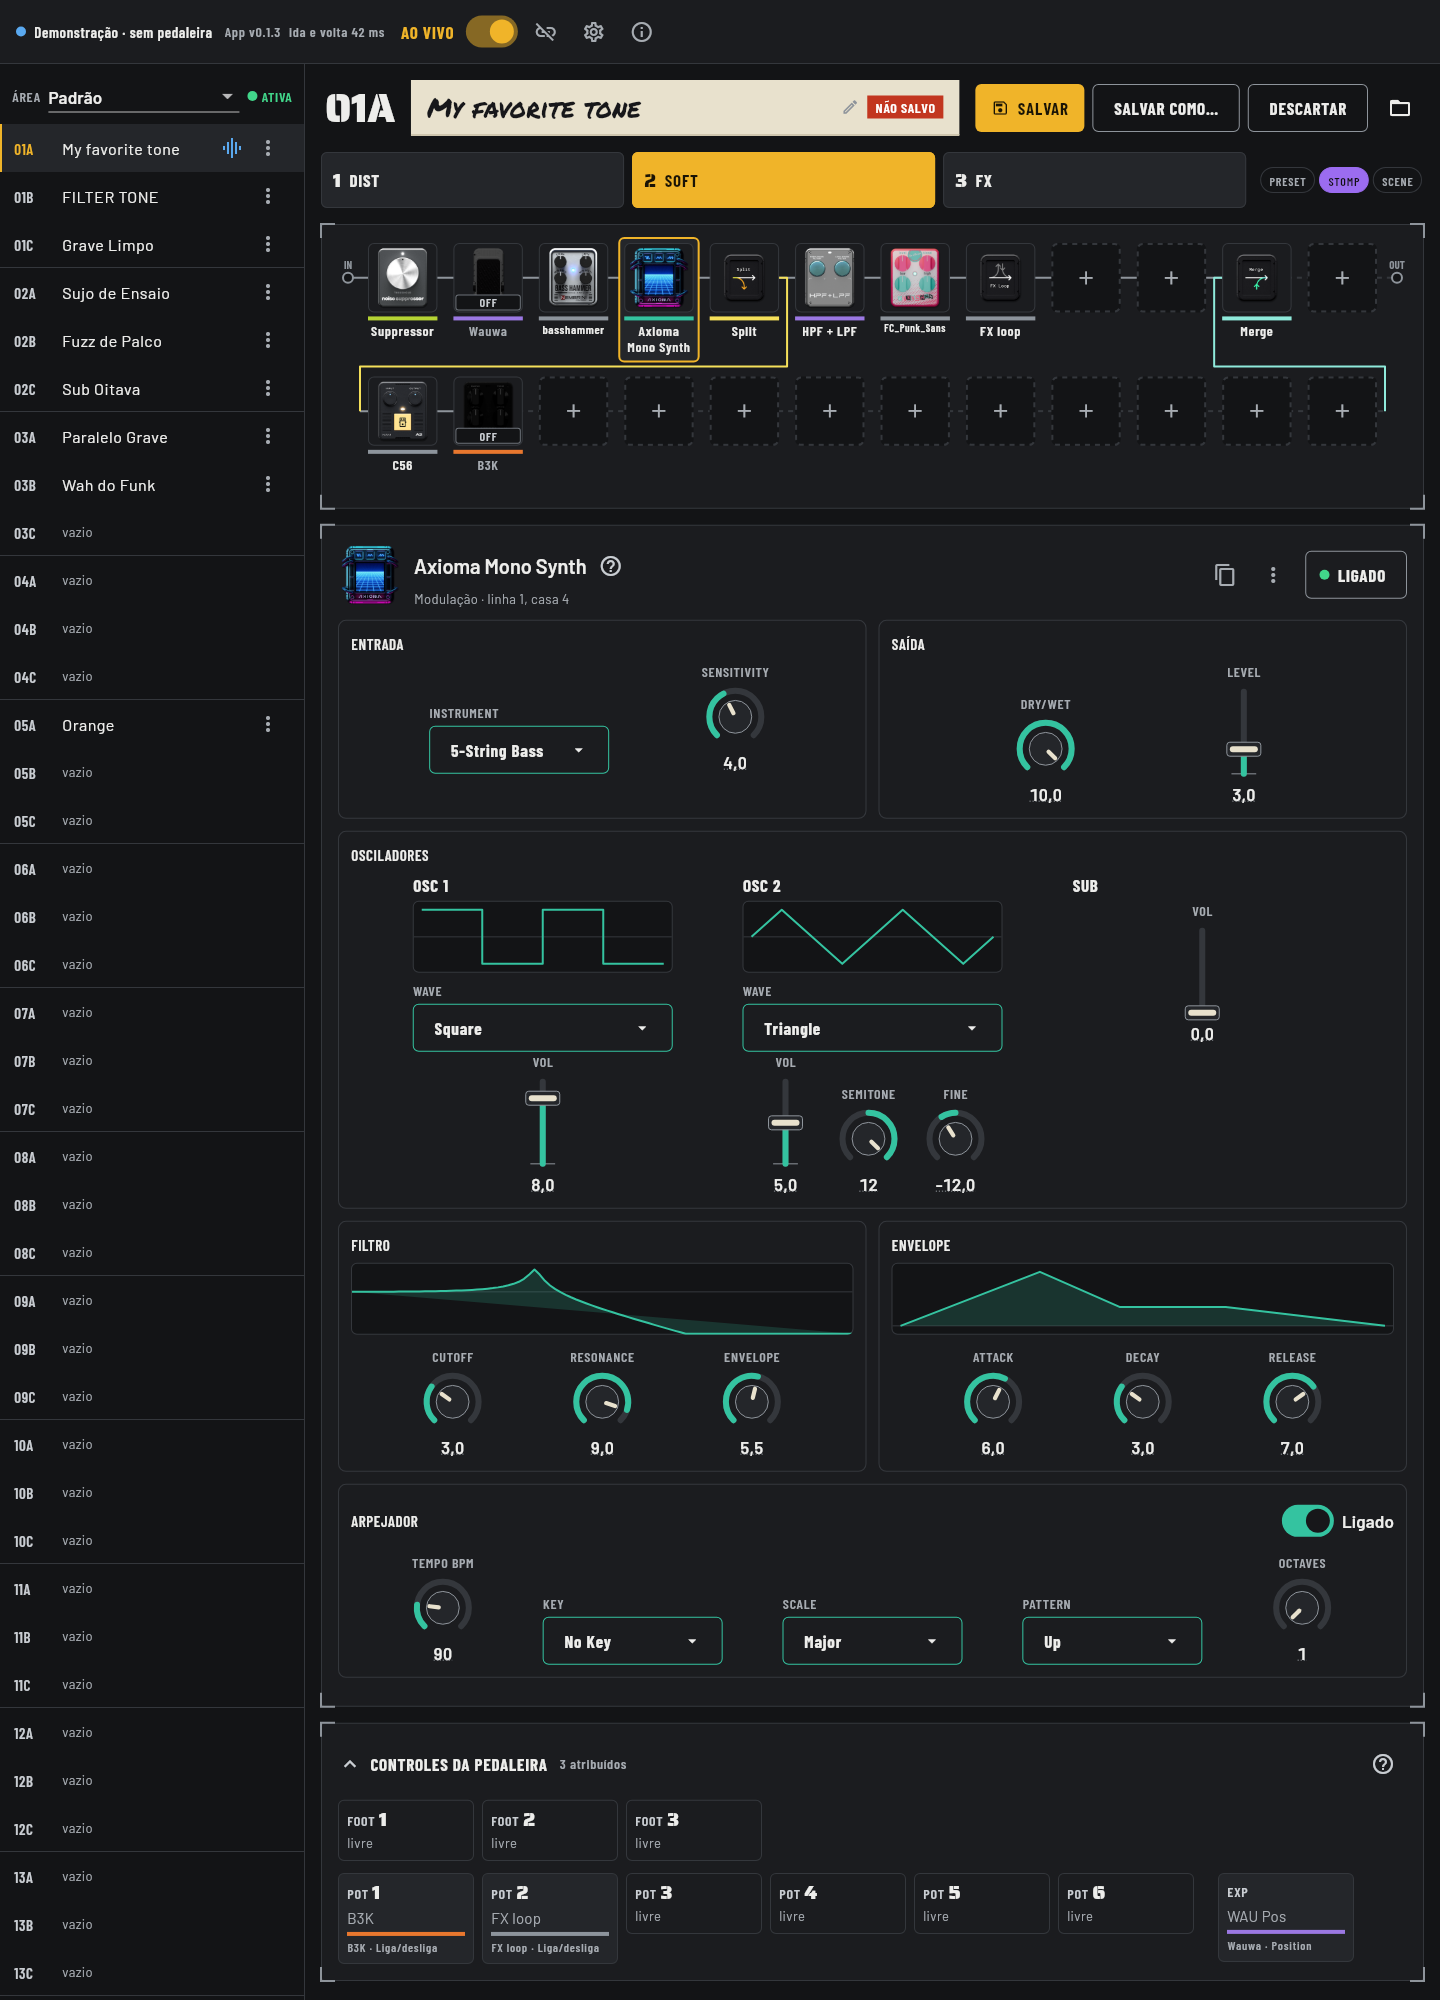 Demonstração · sem pedaleira App v0.1.3 Ida e volta 42 ms AO VIVO
ÁREA Padrão ATIVA
01A My favorite tone
01B FILTER TONE
01C Grave Limpo
02A Sujo de Ensaio
02B Fuzz de Palco
02C Sub Oitava
03A Paralelo Grave
03B Wah do Funk
03C vazio
04A vazio
04B vazio
04C vazio
05A Orange
05B vazio
05C vazio
06A vazio
06B vazio
06C vazio
07A vazio
07B vazio
07C vazio
08A vazio
08B vazio
08C vazio
09A vazio
09B vazio
09C vazio
10A vazio
10B vazio
10C vazio
11A vazio
11B vazio
11C vazio
12A vazio
12B vazio
12C vazio
13A vazio
13B vazio
13C vazio
01A My favorite tone NÃO SALVO SALVAR SALVAR COMO... DESCARTAR
1 DIST 2 SOFT 3 FX PRESET STOMP SCENE
IN OUT
noise suppressor
OFF
BASS HAMMER
AXIOMA
Split
HPF+LPF
FX Loop
Merge
Suppressor Wauwa basshammer Axioma Mono Synth Split HPF + LPF FC_Punk_Sans FX loop Merge
OFF
C56 B3K
Axioma Mono Synth
Modulação · linha 1, casa 4
LIGADO
ENTRADA
INSTRUMENT SENSITIVITY
5-String Bass 4,0
SAÍDA
DRY/WET LEVEL
10,0 3,0
OSCILADORES
OSC 1 OSC 2 SUB
WAVE WAVE VOL
Square Triangle 0,0
VOL VOL SEMITONE FINE
8,0 5,0 12 -12,0
FILTRO
CUTOFF RESONANCE ENVELOPE
3,0 9,0 5,5
ENVELOPE
ATTACK DECAY RELEASE
6,0 3,0 7,0
ARPEJADOR Ligado
TEMPO BPM KEY SCALE PATTERN OCTAVES
90 No Key Major Up 1
CONTROLES DA PEDALEIRA 3 atribuídos
FOOT 1 FOOT 2 FOOT 3
livre livre livre
POT 1 POT 2 POT 3 POT 4 POT 5 POT 6 EXP
B3K FX loop livre livre livre livre WAU Pos
B3K · Liga/desliga FX loop · Liga/desliga Wauwa · Position